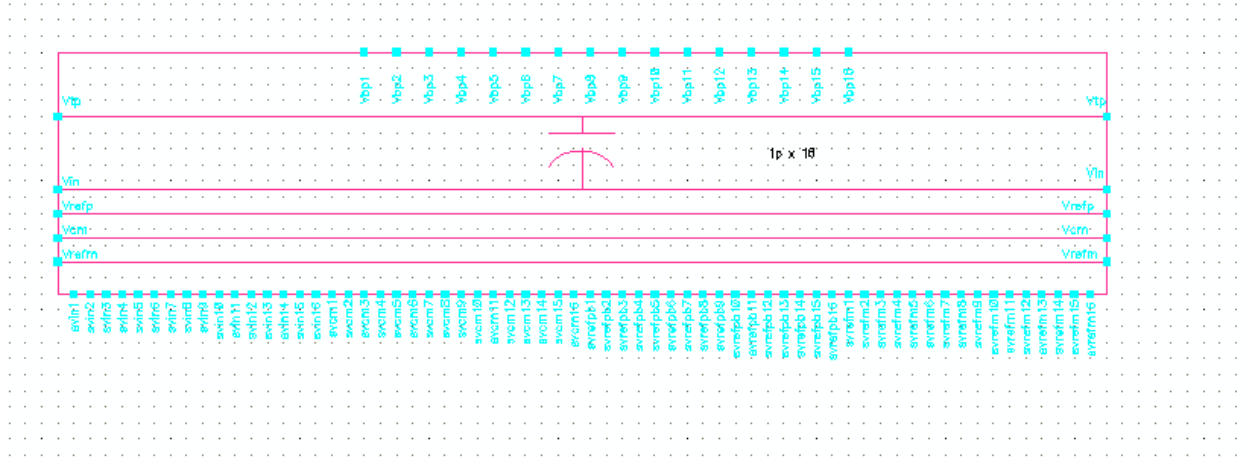 Vbp1 Vbp2 Vbp3 Vbp4 Vbp5 Vbp6 Vbp7 Vbp8 Vbp9 Vbp10 Vbp11 Vbp12 Vbp13 Vbp14 Vbp15 Vbp16
Vtp Vtp
1p x 16
Vin Vin
Vrefp Vrefp
Vcm Vcm
Vrefm Vrefm
svin1 svin2 svin3 svin4 svin5 svin6 svin7 svin8 svin9 svin10 svin11 svin12 svin13 svin14 svin15 svin16 svcm1 svcm2 svcm3 svcm4 svcm5 svcm6 svcm7 svcm8 svcm9 svcm10 svcm11 svcm12 svcm13 svcm14 svcm15 svcm16 svrefpb1 svrefpb2 svrefpb3 svrefpb4 svrefpb5 svrefpb6 svrefpb7 svrefpb8 svrefpb9 svrefpb10 svrefpb11 svrefpb12 svrefpb13 svrefpb14 svrefpb15 svrefpb16 svrefm1 svrefm2 svrefm3 svrefm4 svrefm5 svrefm6 svrefm7 svrefm8 svrefm9 svrefm10 svrefm11 svrefm12 svrefm13 svrefm14 svrefm15 svrefm16